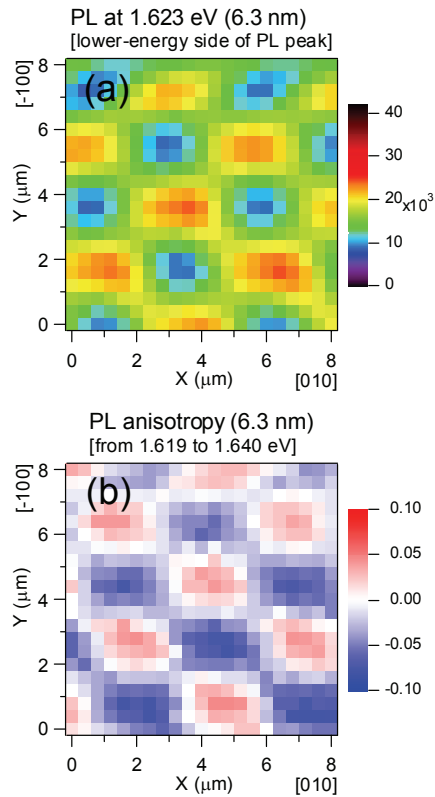 PL at 1.623 eV (6.3 nm)
[lower-energy side of PL peak]
(a)
[-100]
8
6
4
2
0
Y (μm)
0 2 4 6 8
X (μm)
[010]
40
30
20
10
0
x10³
PL anisotropy (6.3 nm)
[from 1.619 to 1.640 eV]
(b)
[-100]
8
6
4
2
0
Y (μm)
0 2 4 6 8
X (μm)
[010]
0.10
0.05
0.00
-0.05
-0.10